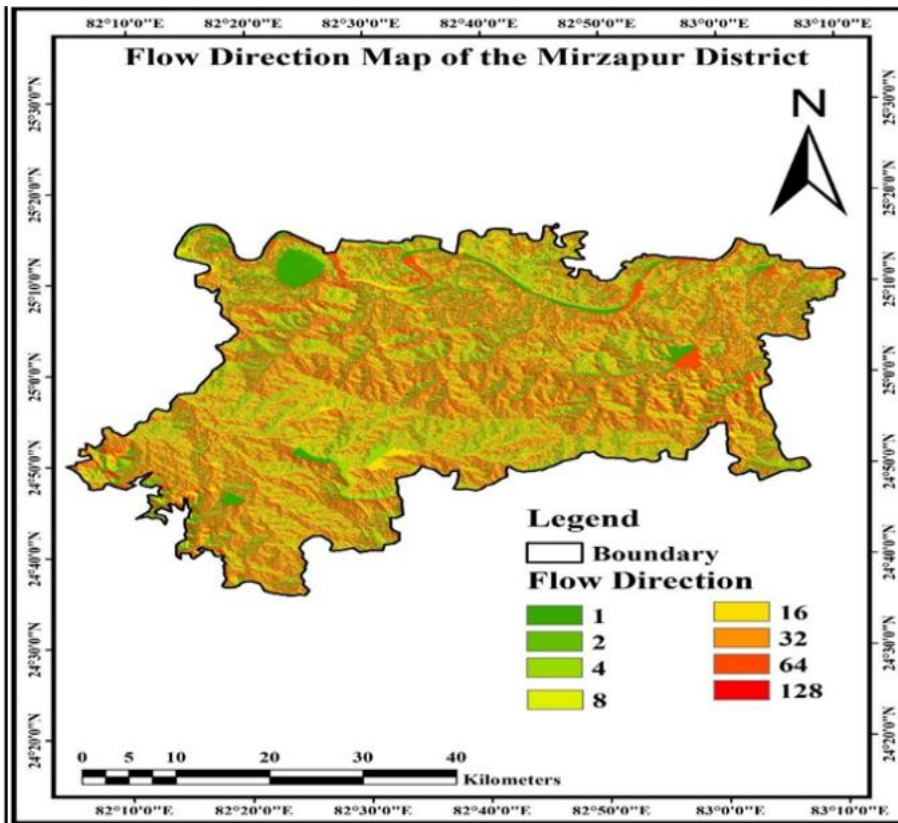 82°10'0"E 82°20'0"E 82°30'0"E 82°40'0"E 82°50'0"E 83°0'0"E 83°10'0"E
Flow Direction Map of the Mirzapur District
N
25°30'0"N 25°30'0"N
25°20'0"N 25°20'0"N
25°10'0"N 25°10'0"N
25°0'0"N 25°0'0"N
24°50'0"N 24°50'0"N
24°40'0"N 24°40'0"N
24°30'0"N 24°30'0"N
24°20'0"N 24°20'0"N
Legend
Boundary
Flow Direction
1 16
2 32
4 64
8 128
0 5 10 20 30 40
Kilometers
82°10'0"E 82°20'0"E 82°30'0"E 82°40'0"E 82°50'0"E 83°0'0"E 83°10'0"E